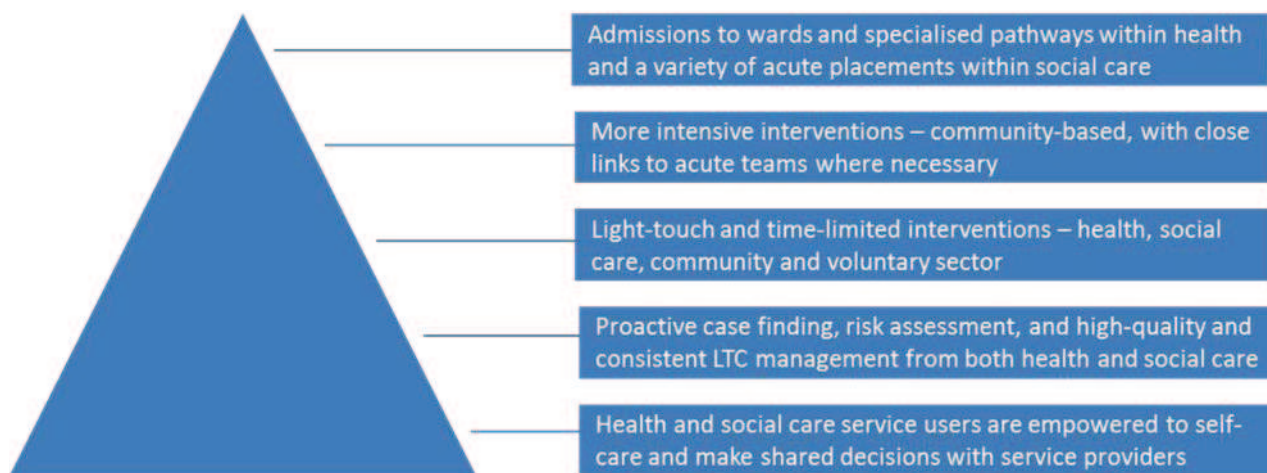 Admissions to wards and specialised pathways within health
and a variety of acute placements within social care
More intensive interventions – community-based, with close
links to acute teams where necessary
Light-touch and time-limited interventions – health, social
care, community and voluntary sector
Proactive case finding, risk assessment, and high-quality and
consistent LTC management from both health and social care
Health and social care service users are empowered to self-
care and make shared decisions with service providers